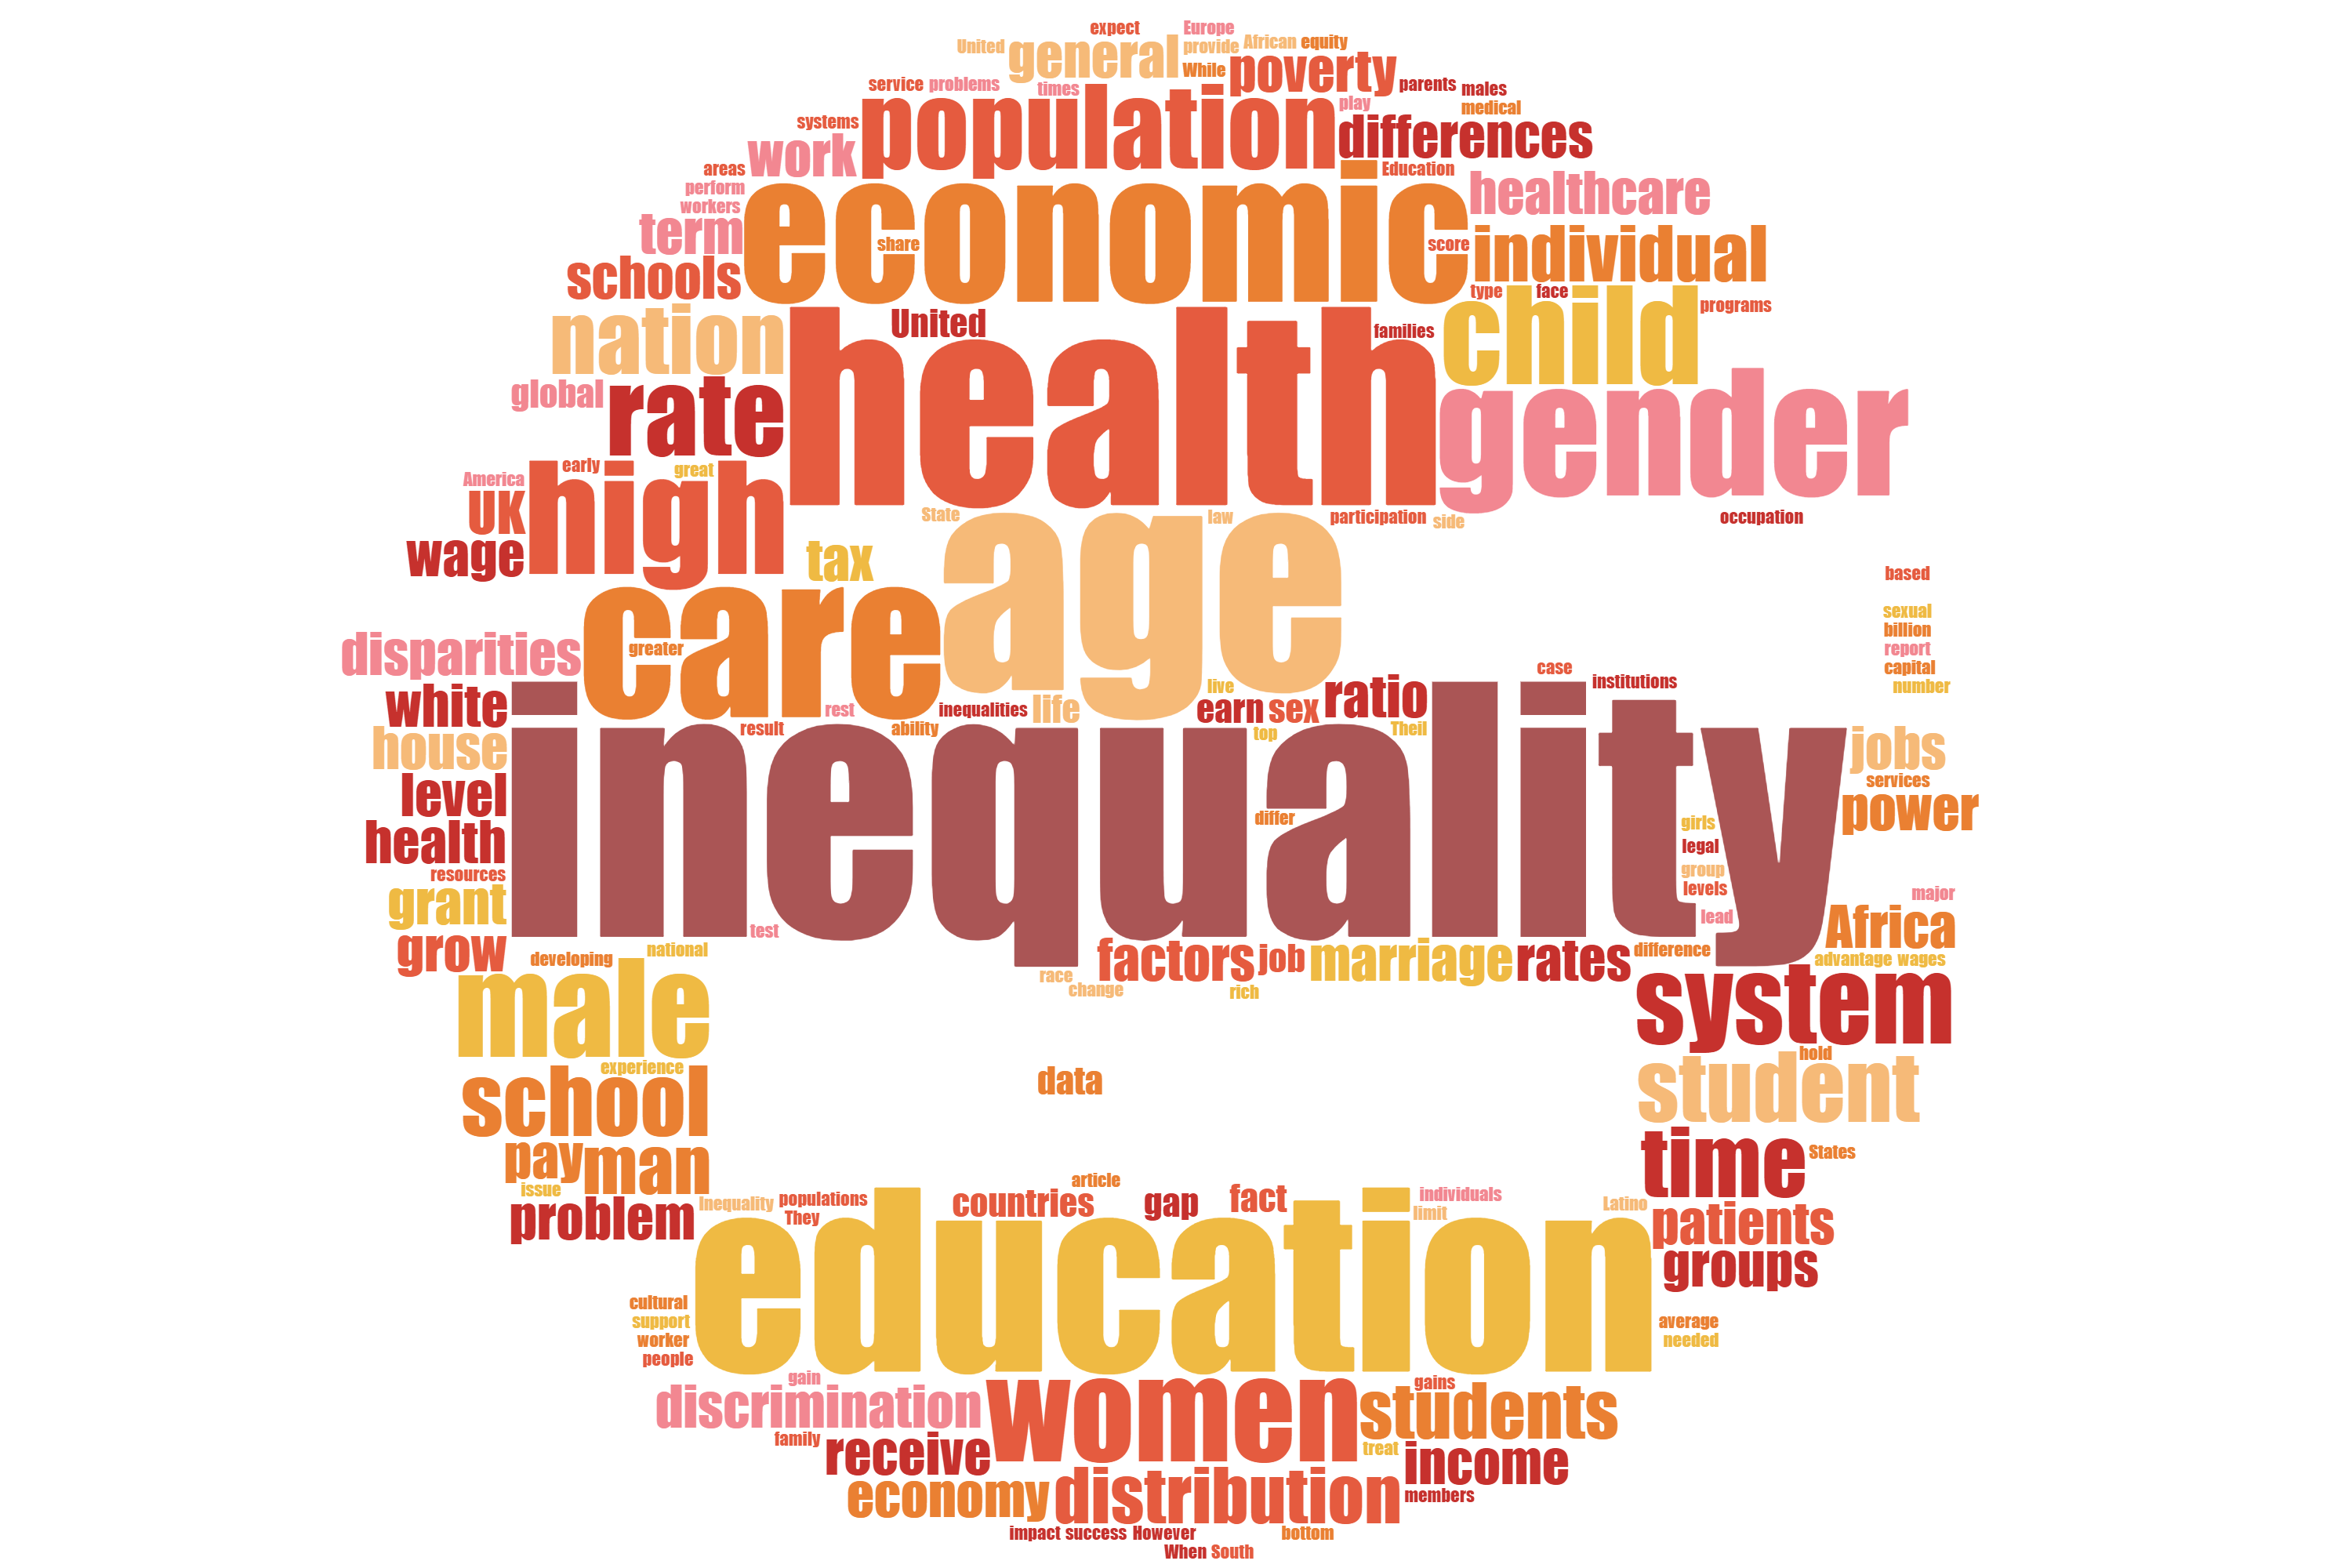 expect Europe
United general provide African equity
While poverty parents males
service problems times play medical
systems population differences
work
areas Education
perform economic healthcare
workers
term share score individual
schools type face programs
nation United families child
global rate health gender
America early great
UK high State law participation side occupation
wage tax age based
care sexual
disparities greater billion
report
case capital
white live ratio institutions number
rest inequalities life earn sex
house result ability top Theil jobs
level inequality services
health differ girls power
legal
resources group
grant levels major
test lead Africa
grow national factors job marriage rates difference
developing race advantage wages
male change rich system
experience data hold
school student
pay man time States
issue article
problem Inequality populations countries gap fact individuals Latino patients
They limit
education groups
cultural
support average
worker needed
people
gain gains
discrimination women students
family receive treat income
economy distribution members
impact success However bottom
When South